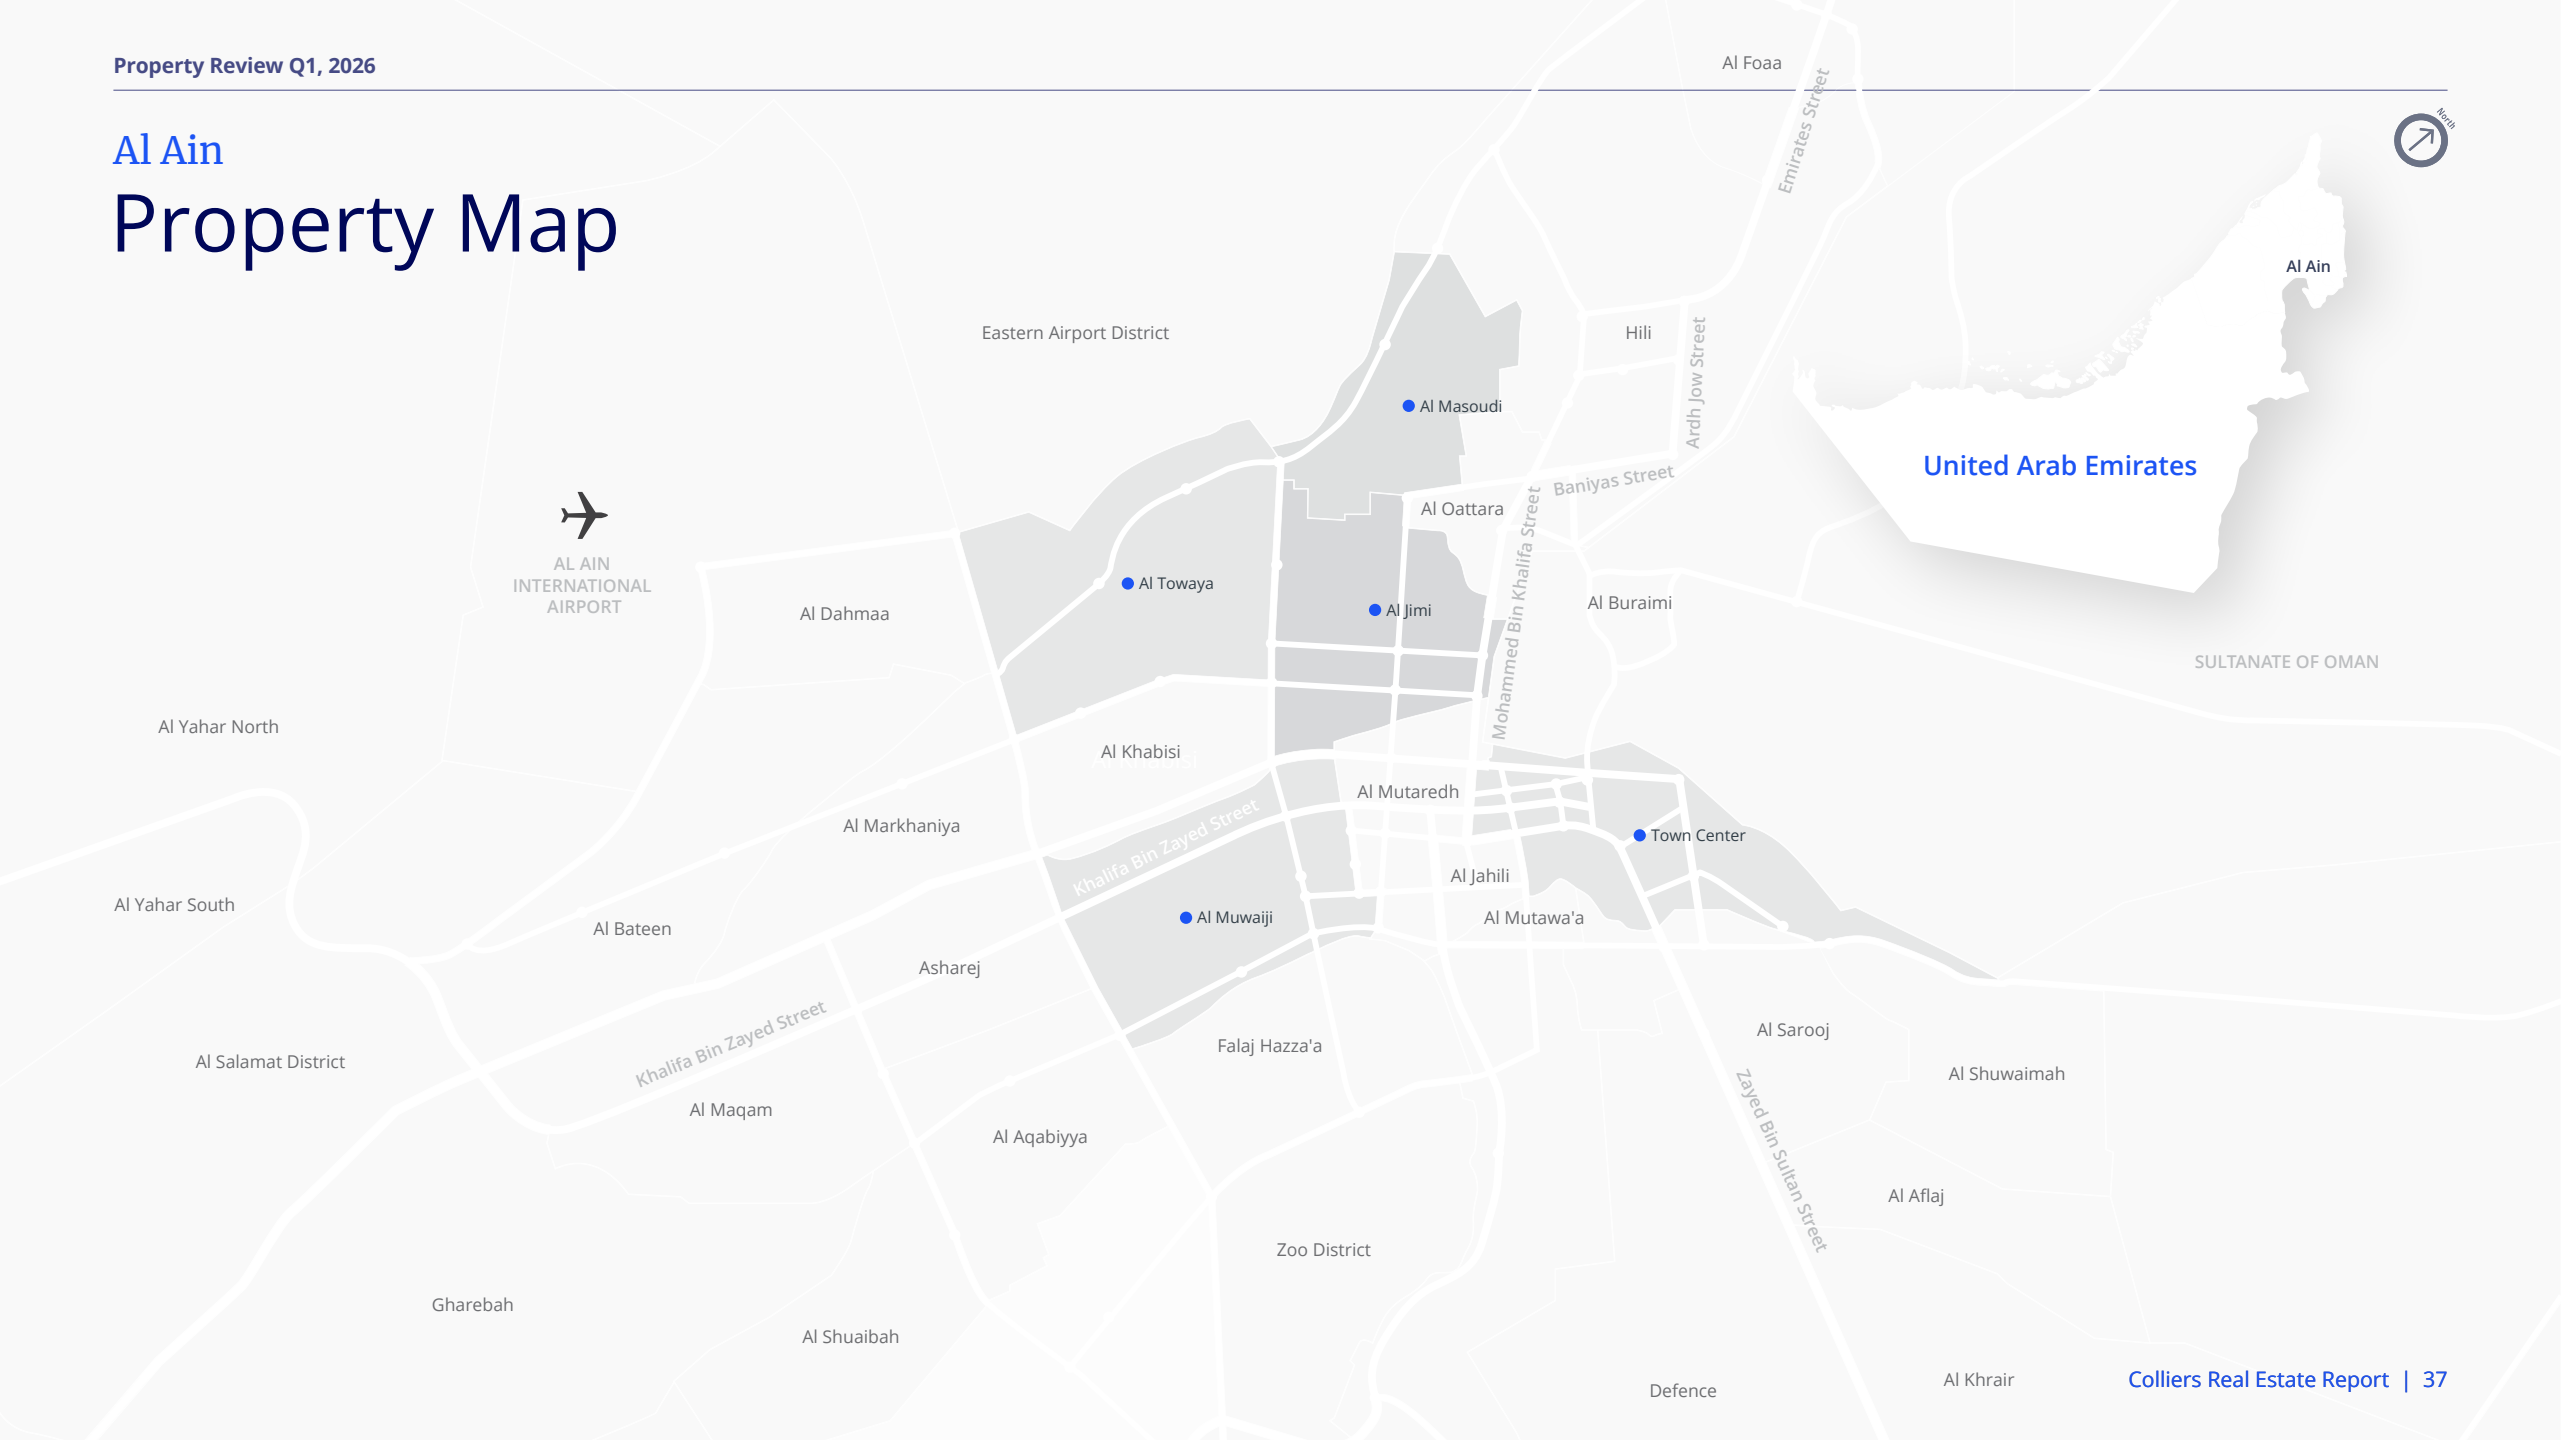 Property Review Q1, 2026
Al Foaa
Emirates Street
North
Al Ain
Property Map
Al Ain
Eastern Airport District
Hili
Ardh Jow Street
Al Masoudi
United Arab Emirates
Baniyas Street
Al Oattara
Mohammed Bin Khalifa Street
AL AIN
INTERNATIONAL
AIRPORT
Al Towaya
Al Jimi
Al Buraimi
Al Dahmaa
SULTANATE OF OMAN
Al Yahar North
Al Khabisi
Al Mutaredh
Al Markhaniya
Khalifa Bin Zayed Street
Town Center
Al Jahili
Al Yahar South
Al Muwaiji
Al Mutawa'a
Al Bateen
Asharej
Khalifa Bin Zayed Street
Al Sarooj
Falaj Hazza'a
Al Salamat District
Al Shuwaimah
Al Maqam
Al Aqabiyya
Zayed Bin Sultan Street
Al Aflaj
Zoo District
Gharebah
Al Shuaibah
Defence
Al Khrair
Colliers Real Estate Report | 37